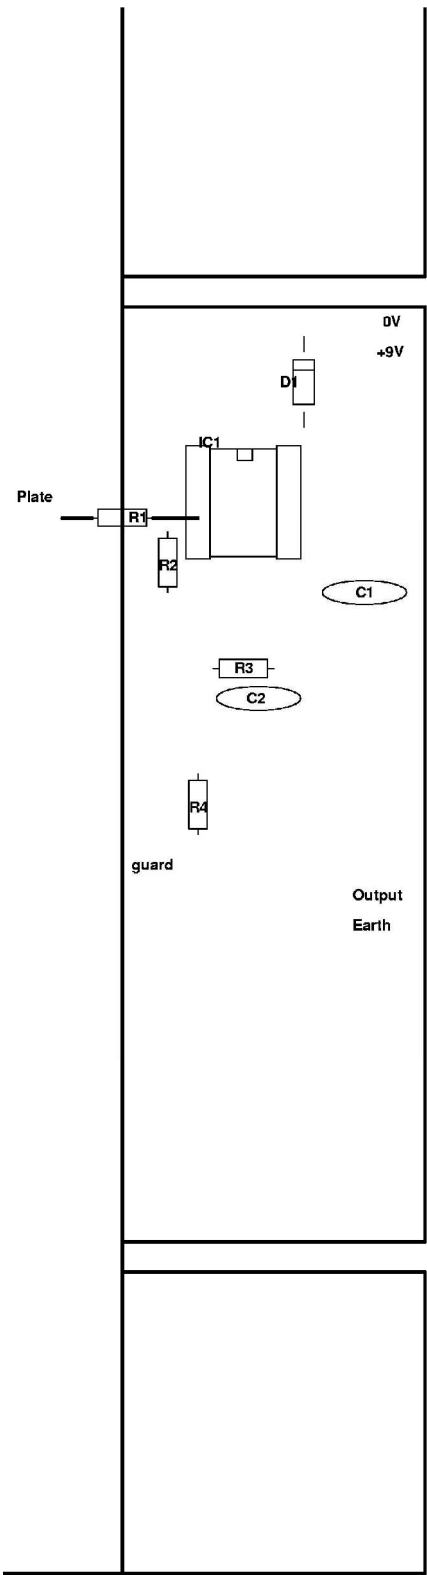 0V
+9V
D1
IC1
Plate
R1
R2
C1
R3
C2
R4
guard
Output
Earth